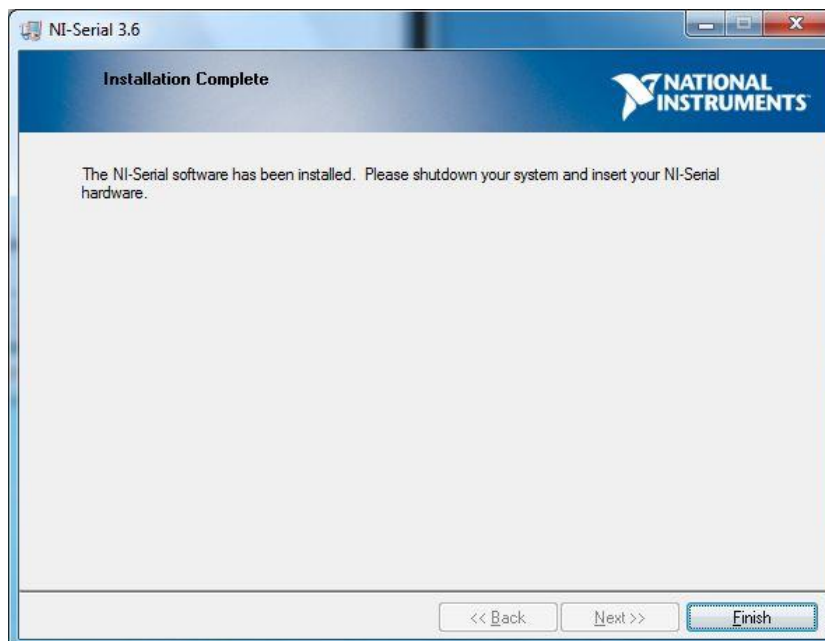 NI-Serial 3.6
Installation Complete
NATIONAL
INSTRUMENTS
The NI-Serial software has been installed. Please shutdown your system and insert your NI-Serial
hardware.
<< Back
Next >>
Finish